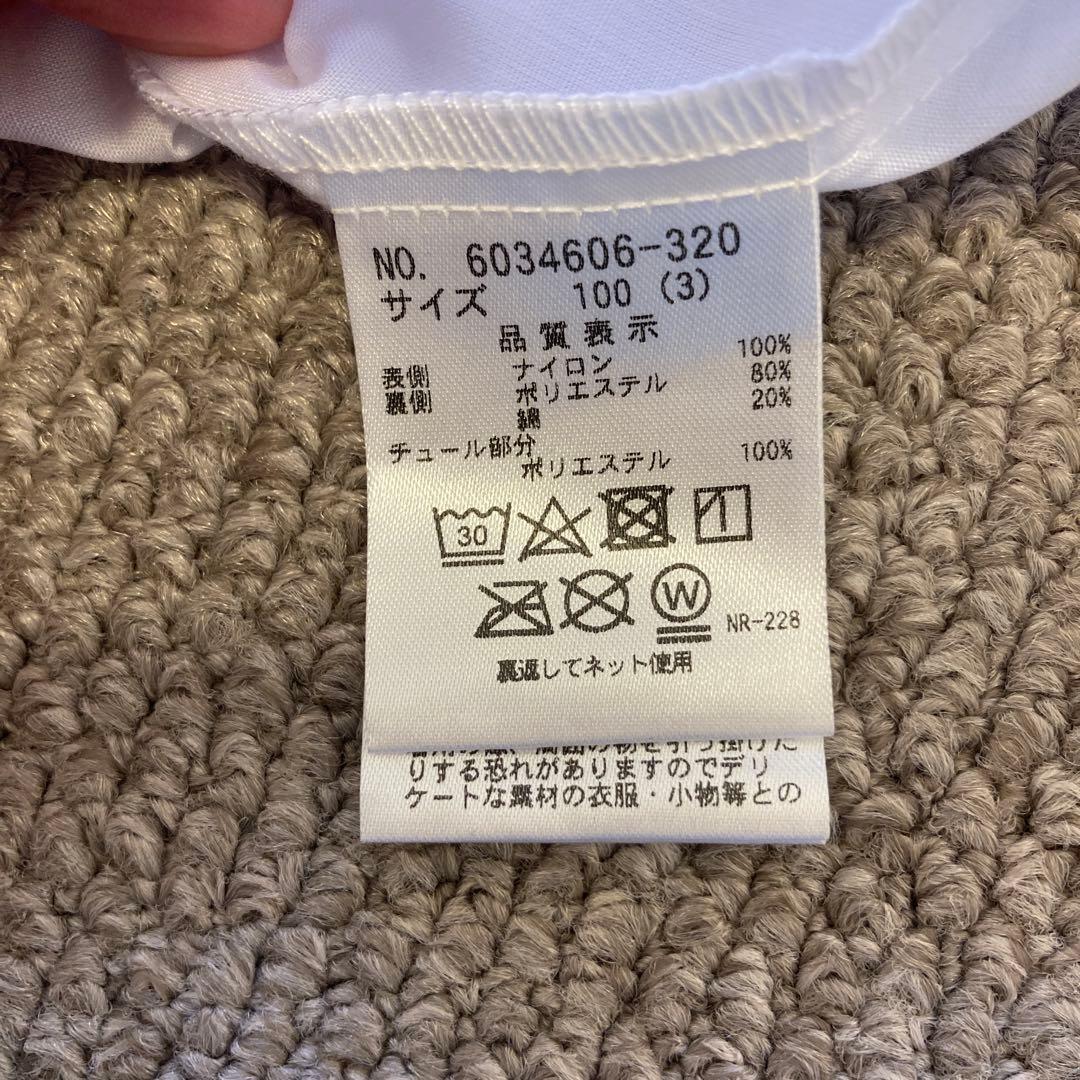 NO. 6034606-320
サイズ 100 (3)
品質表示
表側 ナイロン 100%
裏側 ポリエステル 80%
綿 20%
チュール部分
ポリエステル 100%
30
W NR-228
裏返してネット使用
りする恐れがありますのでデリ
ケートな素材の衣服・小物等との